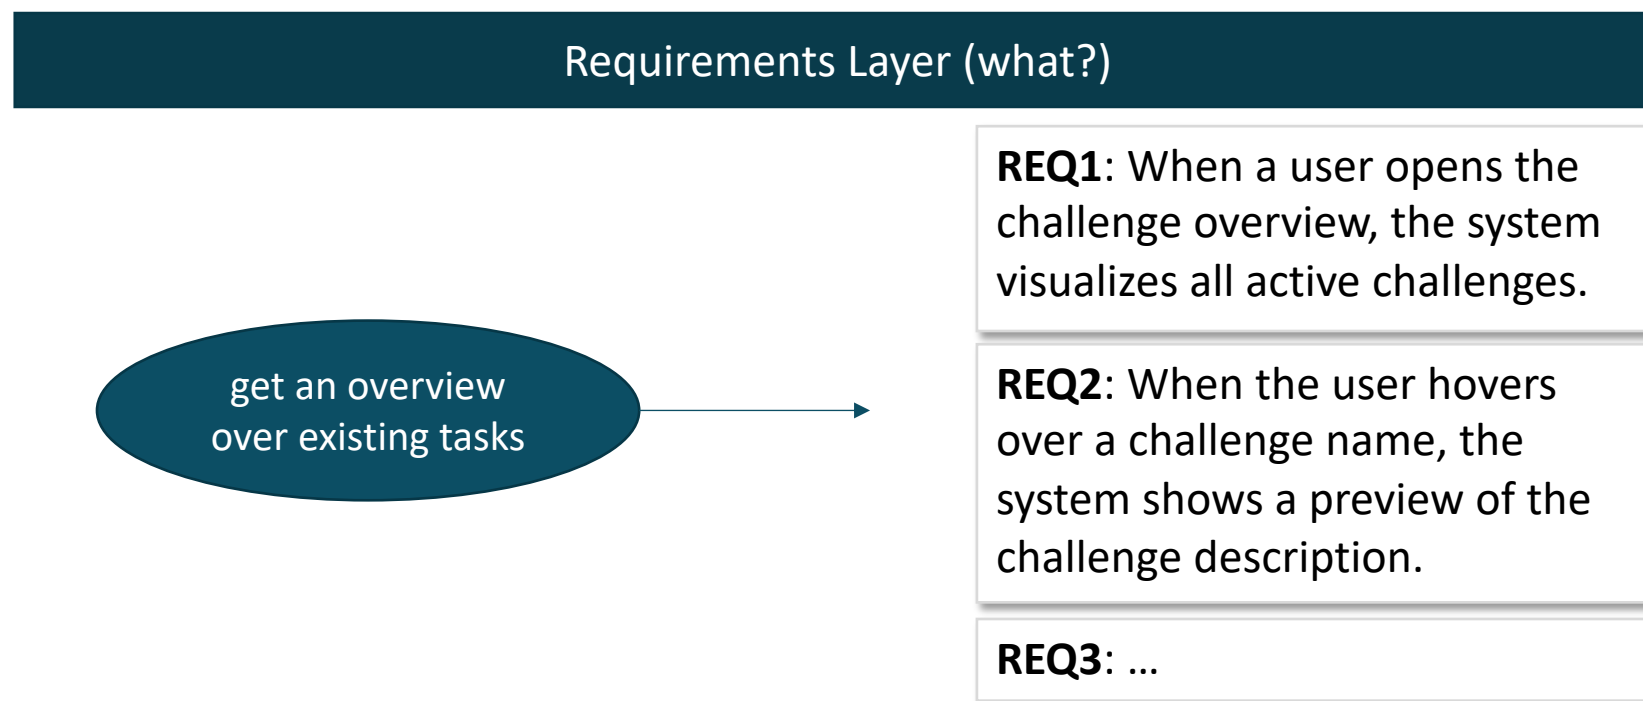 Requirements Layer (what?)
get an overview
over existing tasks
REQ1: When a user opens the
challenge overview, the system
visualizes all active challenges.
REQ2: When the user hovers
over a challenge name, the
system shows a preview of the
challenge description.
REQ3: ...